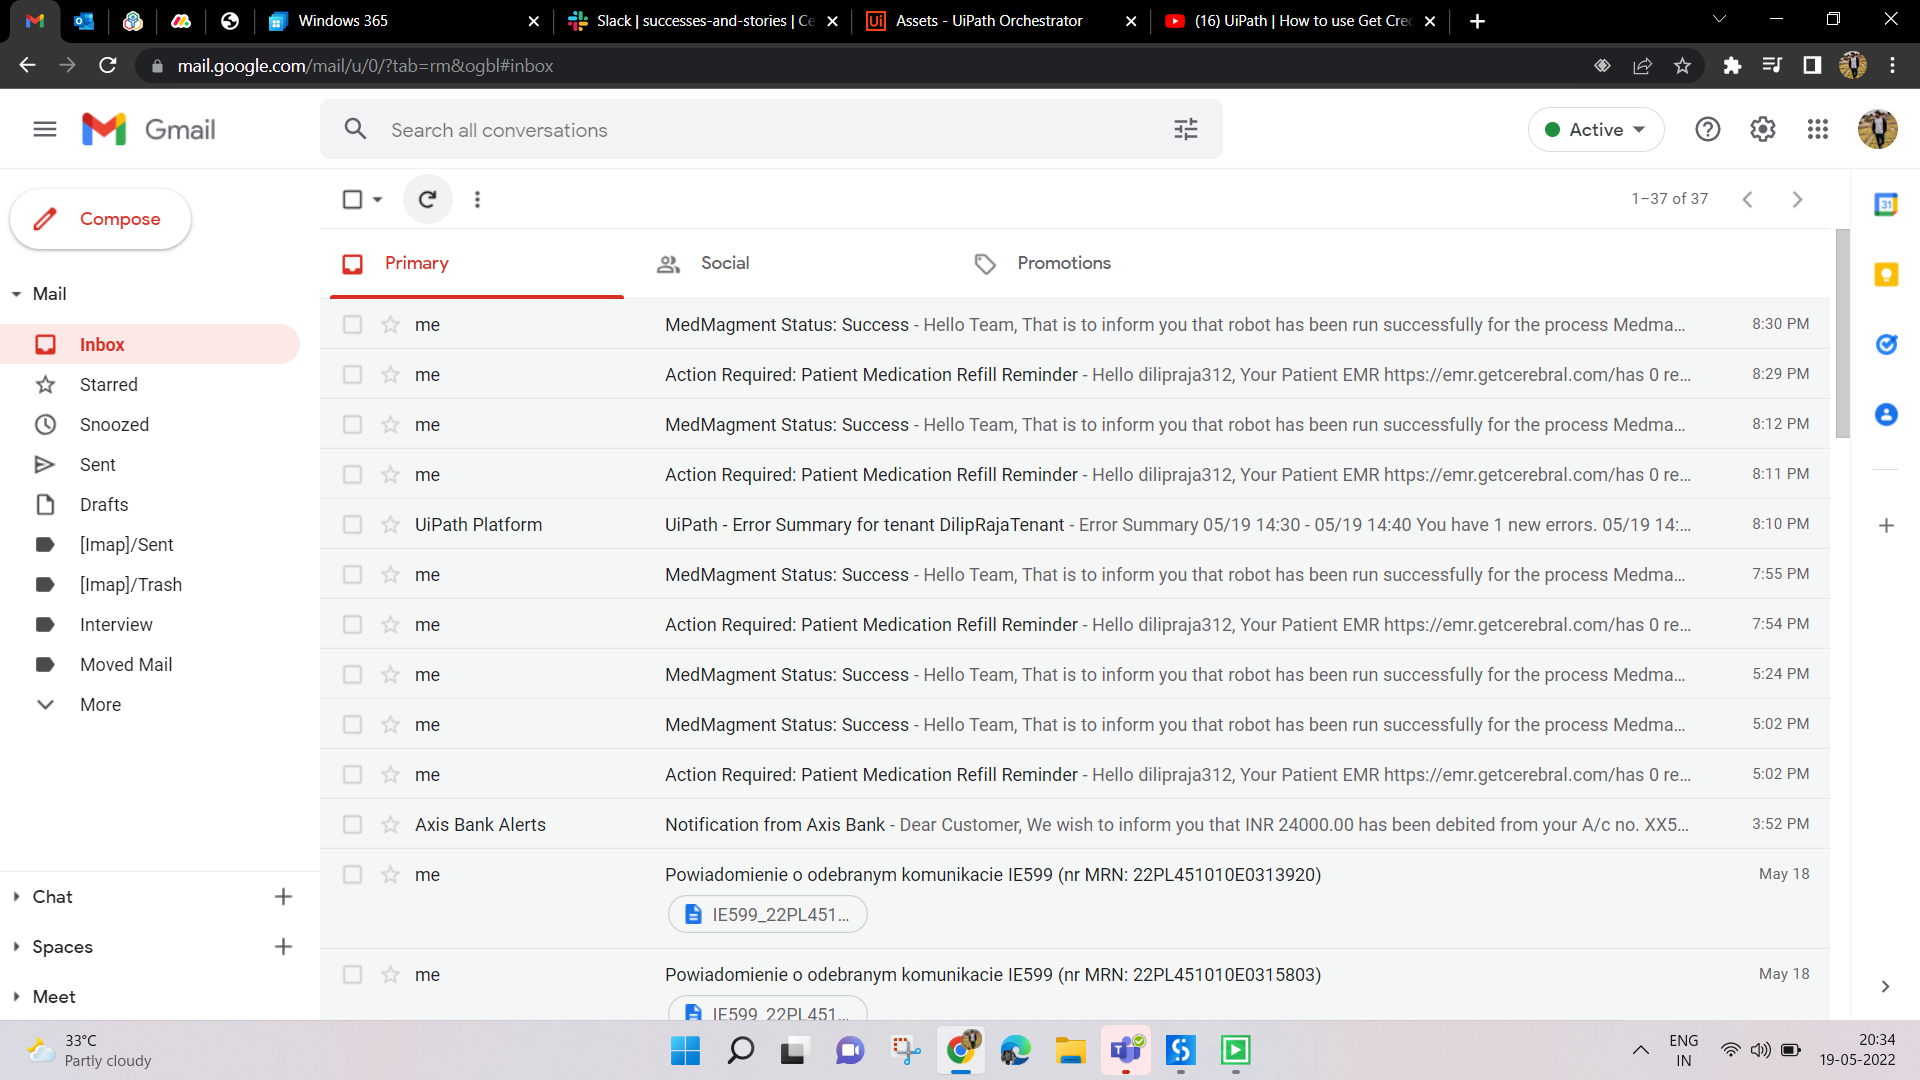 Windows 365
Slack | successes-and-stories | Ce
Assets - UiPath Orchestrator
(16) UiPath | How to use Get Cre
mail.google.com/mail/u/0/?tab=rm&ogbl#inbox
Gmail
Search all conversations
Active
Compose
1–37 of 37
Primary
Social
Promotions
Mail
Inbox
Starred
Snoozed
Sent
Drafts
[Imap]/Sent
[Imap]/Trash
Interview
Moved Mail
More
Chat
Spaces
Meet
me MedMagment Status: Success - Hello Team, That is to inform you that robot has been run successfully for the process Medma... 8:30 PM
me Action Required: Patient Medication Refill Reminder - Hello dilipraja312, Your Patient EMR https://emr.getcerebral.com/has 0 re... 8:29 PM
me MedMagment Status: Success - Hello Team, That is to inform you that robot has been run successfully for the process Medma... 8:12 PM
me Action Required: Patient Medication Refill Reminder - Hello dilipraja312, Your Patient EMR https://emr.getcerebral.com/has 0 re... 8:11 PM
UiPath Platform UiPath - Error Summary for tenant DilipRajaTenant - Error Summary 05/19 14:30 - 05/19 14:40 You have 1 new errors. 05/19 14:... 8:10 PM
me MedMagment Status: Success - Hello Team, That is to inform you that robot has been run successfully for the process Medma... 7:55 PM
me Action Required: Patient Medication Refill Reminder - Hello dilipraja312, Your Patient EMR https://emr.getcerebral.com/has 0 re... 7:54 PM
me MedMagment Status: Success - Hello Team, That is to inform you that robot has been run successfully for the process Medma... 5:24 PM
me MedMagment Status: Success - Hello Team, That is to inform you that robot has been run successfully for the process Medma... 5:02 PM
me Action Required: Patient Medication Refill Reminder - Hello dilipraja312, Your Patient EMR https://emr.getcerebral.com/has 0 re... 5:02 PM
Axis Bank Alerts Notification from Axis Bank - Dear Customer, We wish to inform you that INR 24000.00 has been debited from your A/c no. XX5... 3:52 PM
me Powiadomienie o odebranym komunikacie IE599 (nr MRN: 22PL451010E0313920) May 18
IE599_22PL451...
me Powiadomienie o odebranym komunikacie IE599 (nr MRN: 22PL451010E0315803) May 18
IE599_22PL451...
33°C
Partly cloudy
ENG
IN
20:34
19-05-2022